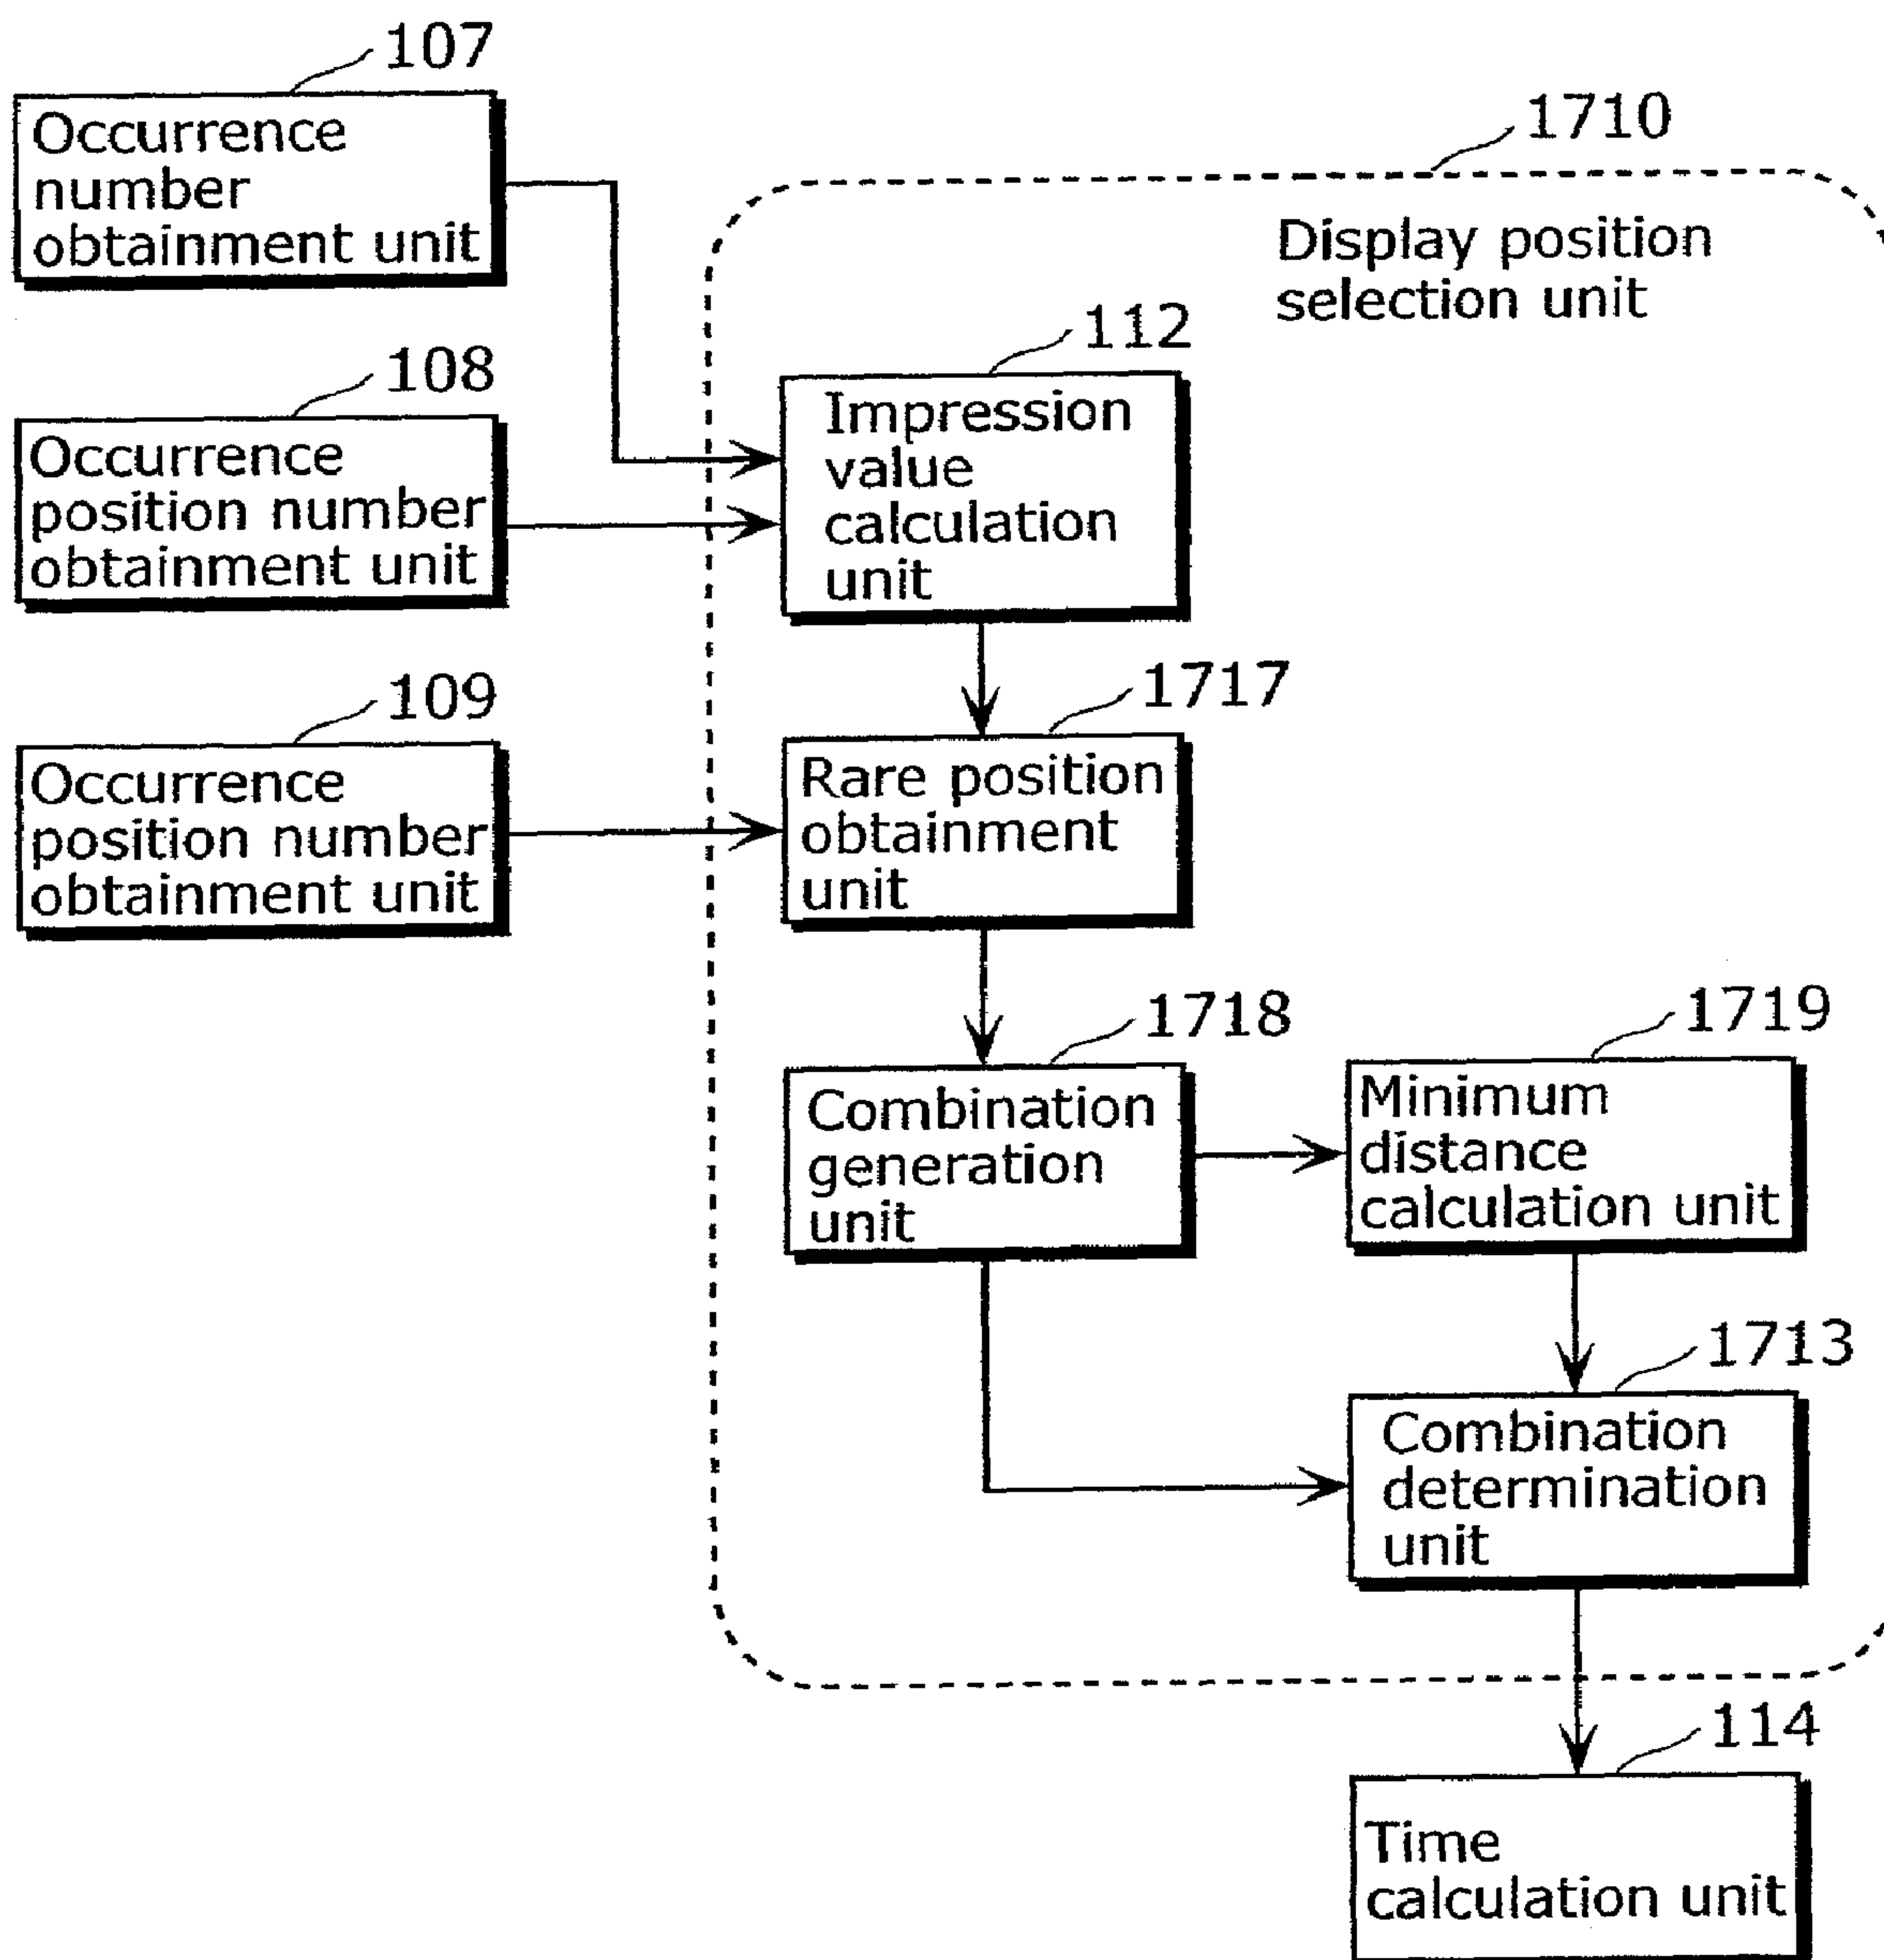 107
Occurrence
number
obtainment unit
1710
Display position
selection unit
108
Occurrence
position number
obtainment unit
112
Impression
value
calculation
unit
109
Occurrence
position number
obtainment unit
1717
Rare position
obtainment
unit
1718
Combination
generation
unit
1719
Minimum
distance
calculation unit
1713
Combination
determination
unit
114
Time
calculation unit